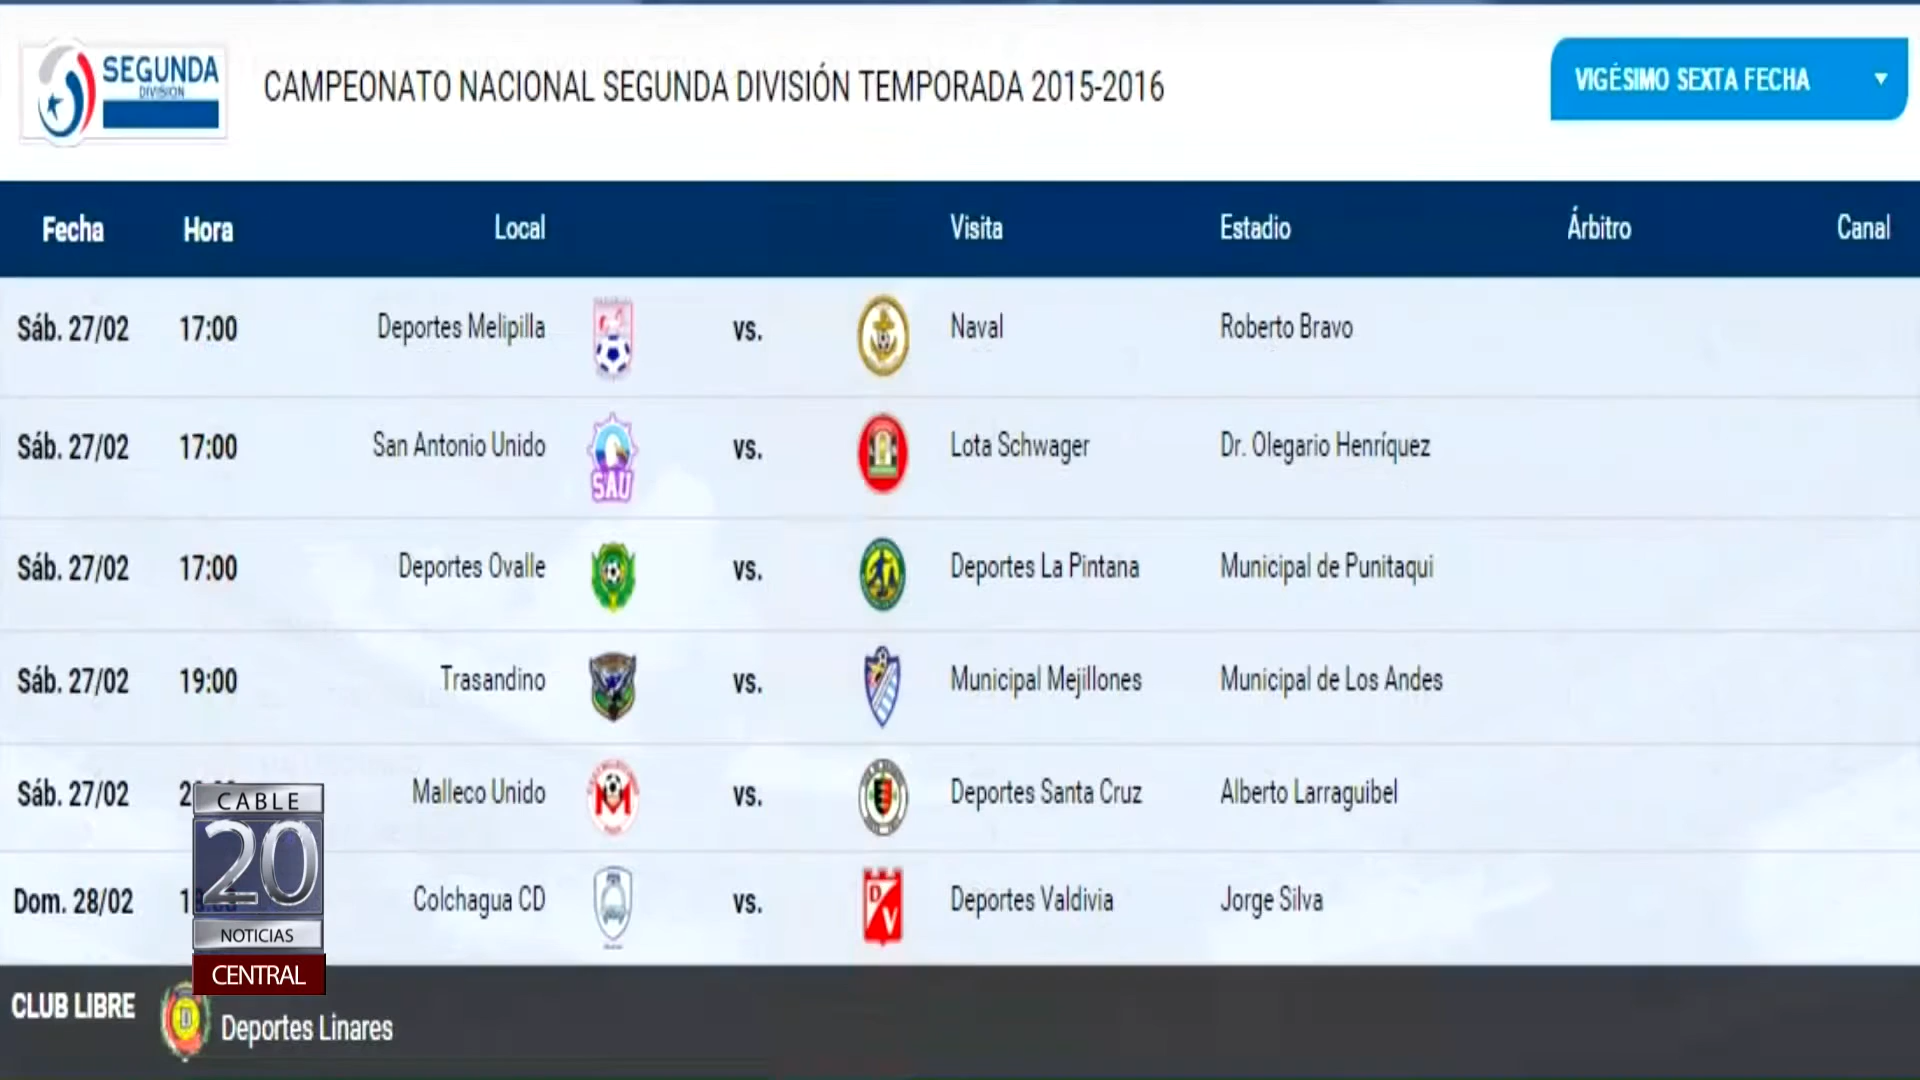 SEGUNDA
DIVISIÓN
CAMPEONATO NACIONAL SEGUNDA DIVISIÓN TEMPORADA 2015-2016
VIGÉSIMO SEXTA FECHA
Fecha Hora Local Visita Estadio Árbitro Canal
Sáb. 27/02 17:00 Deportes Melipilla vs. Naval Roberto Bravo
Sáb. 27/02 17:00 San Antonio Unido SAU vs. Lota Schwager Dr. Olegario Henríquez
Sáb. 27/02 17:00 Deportes Ovalle vs. Deportes La Pintana Municipal de Punitaqui
Sáb. 27/02 19:00 Trasandino vs. Municipal Mejillones Municipal de Los Andes
Sáb. 27/02 Malleco Unido M vs. Deportes Santa Cruz Alberto Larraguibel
Dom. 28/02 Colchagua CD vs. DV Deportes Valdivia Jorge Silva
CABLE
20
NOTICIAS
CENTRAL
CLUB LIBRE D Deportes Linares